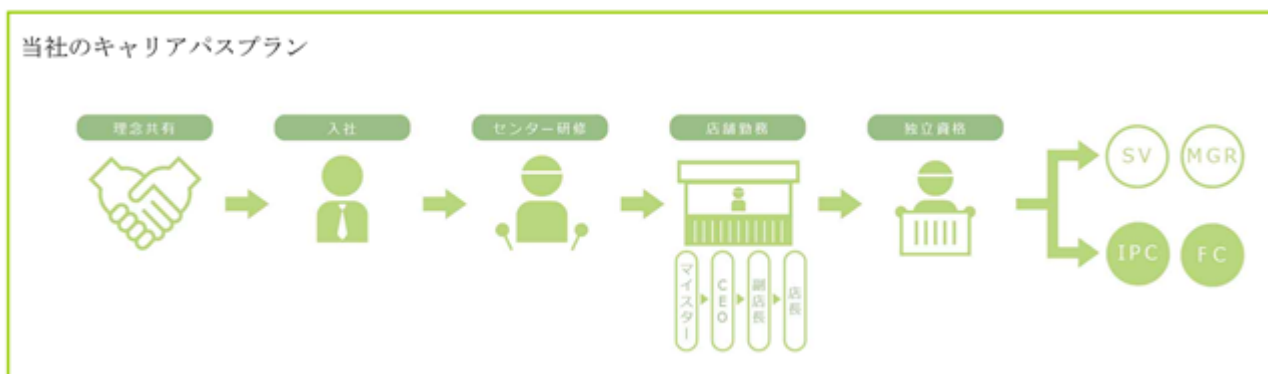 当社のキャリアパスプラン
理念共有
入社
センター研修
店舗勤務
独立資格
SV
MGR
IPC
FC
マイスター
CEO
副店長
店長